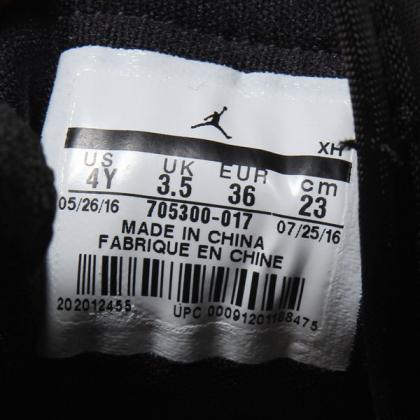 XH
US UK EUR cm
4Y 3.5 36 23
05/26/16 705300-017 07/25/16
MADE IN CHINA
FABRIQUE EN CHINE
202012455 UPC 00091201188475